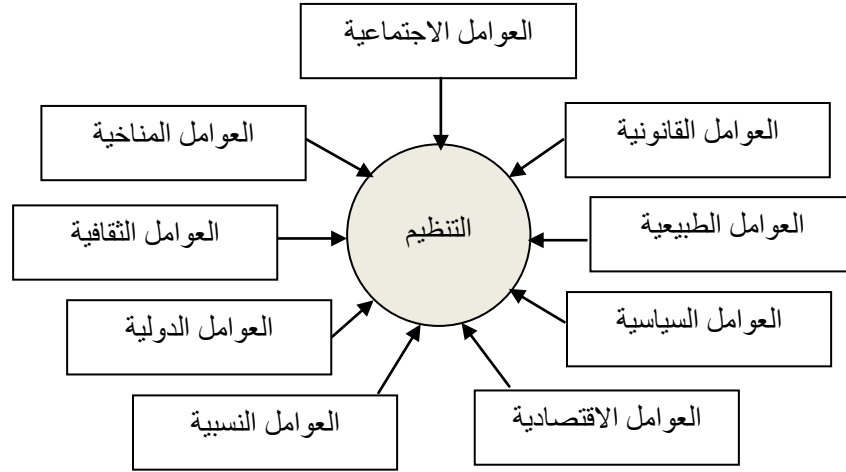 العوامل الاجتماعية
العوامل القانونية
العوامل المناخية
العوامل الطبيعية
العوامل الثقافية
التنظيم
العوامل السياسية
العوامل الدولية
العوامل الاقتصادية
العوامل النسبية